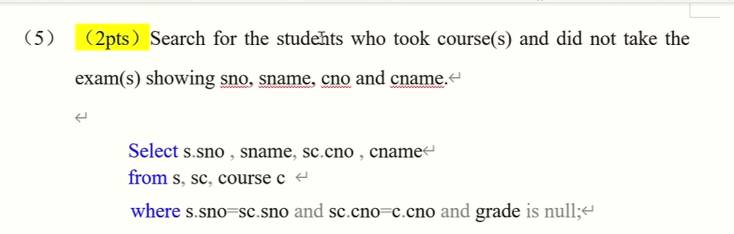 （5） （2pts）Search for the students who took course(s) and did not take the
exam(s) showing sno, sname, cno and cname.↵
↵
Select s.sno , sname, sc.cno , cname↵
from s, sc, course c ↵
where s.sno=sc.sno and sc.cno=c.cno and grade is null;↵